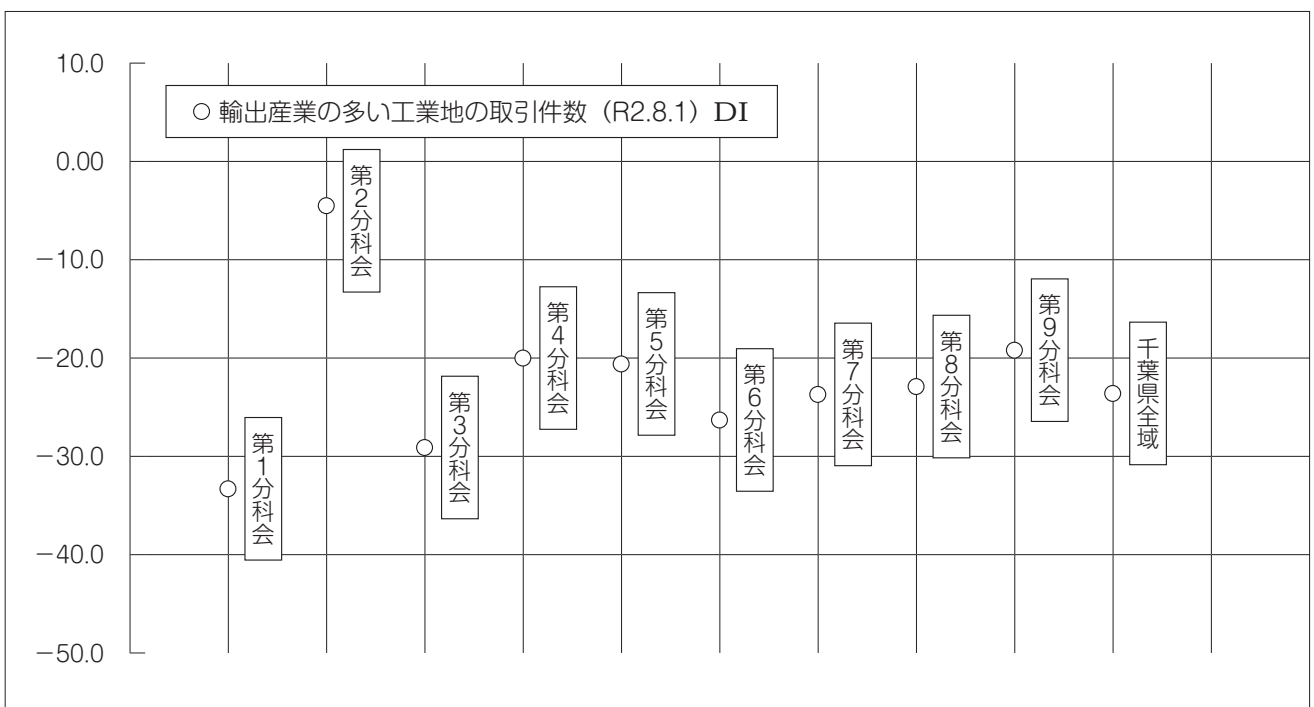 10.0
0.00
−10.0
−20.0
−30.0
−40.0
−50.0
○ 輸出産業の多い工業地の取引件数（R2.8.1）DI
第1分科会
第2分科会
第3分科会
第4分科会
第5分科会
第6分科会
第7分科会
第8分科会
第9分科会
千葉県全域